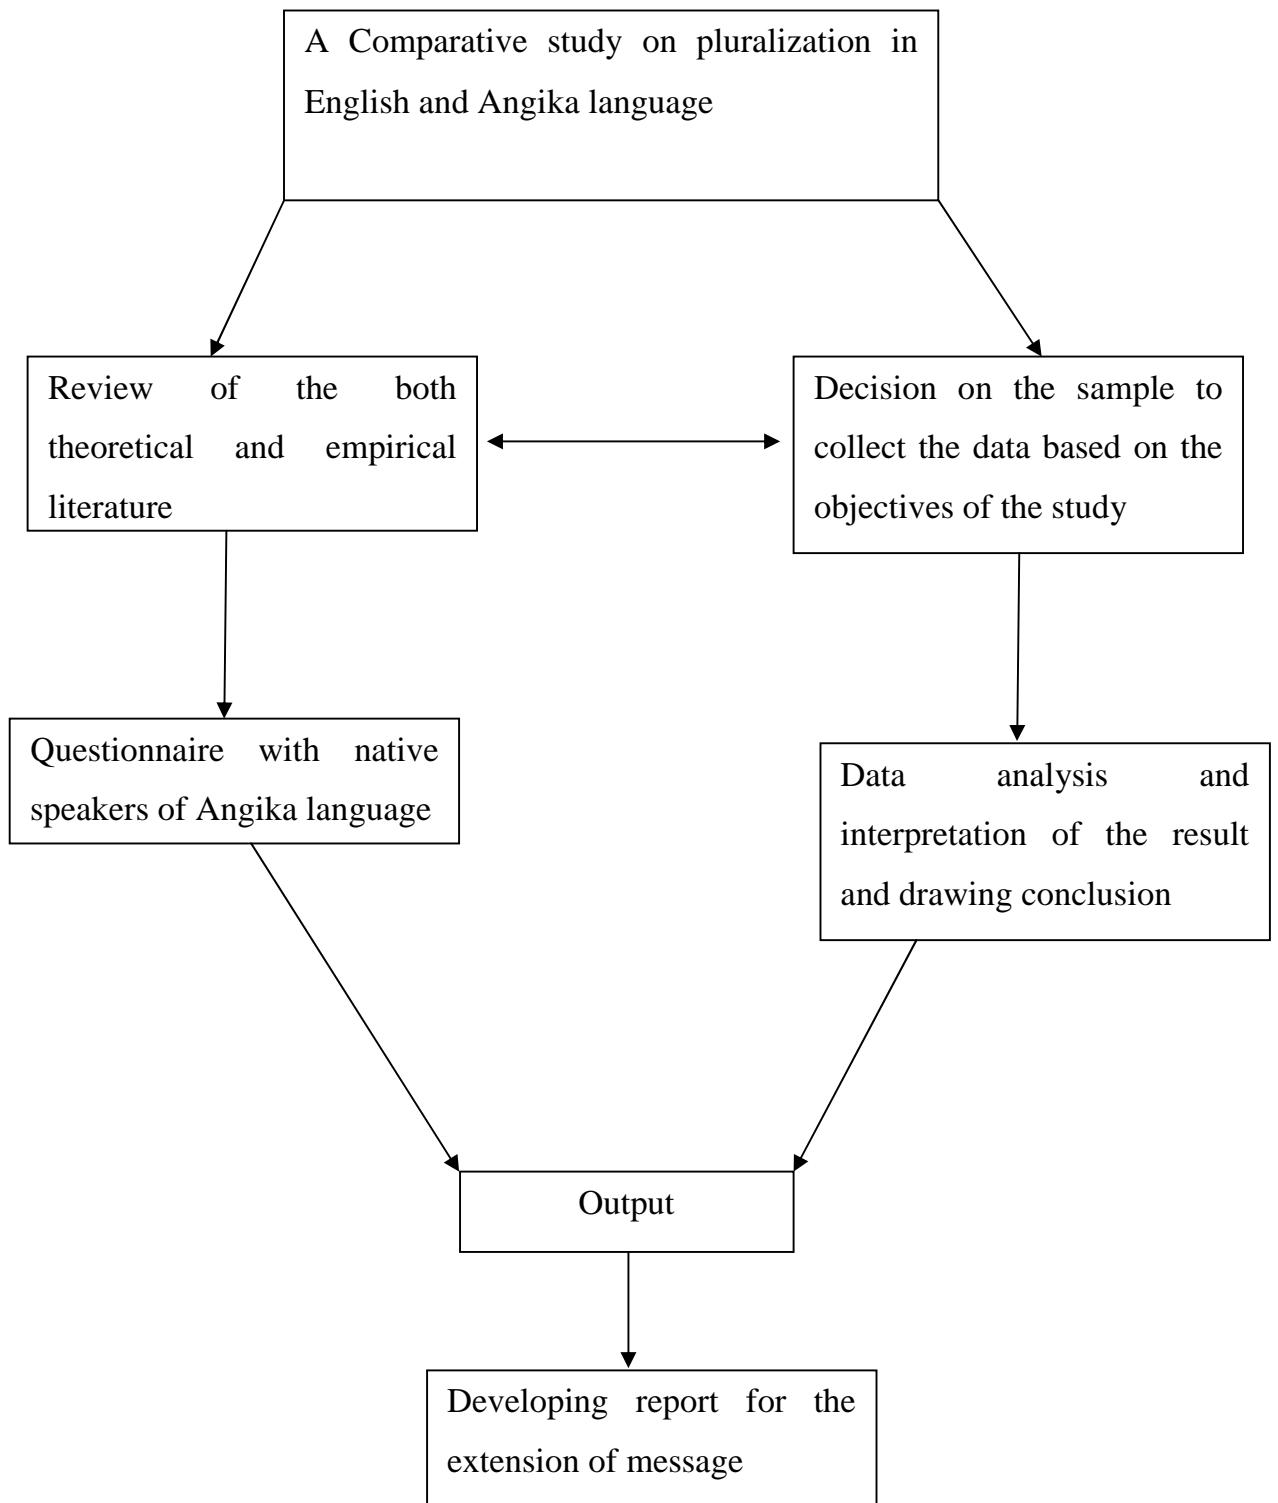 A Comparative study on pluralization in
English and Angika language
Review of the both
theoretical and empirical
literature
Decision on the sample to
collect the data based on the
objectives of the study
Questionnaire with native
speakers of Angika language
Data analysis and
interpretation of the result
and drawing conclusion
Output
Developing report for the
extension of message